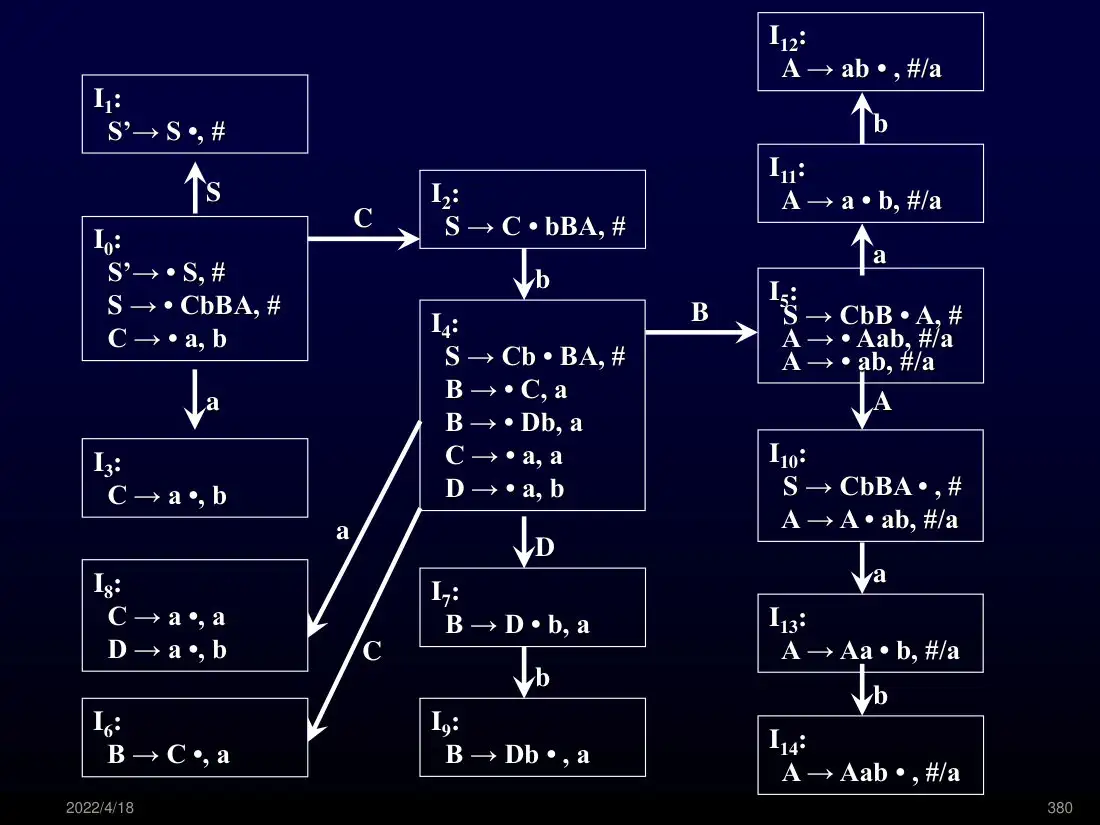 I₁:
S’→ S •, #
S
I₀:
S’→ • S, #
S → • CbBA, #
C → • a, b
a
I₃:
C → a •, b
I₈:
C → a •, a
D → a •, b
I₆:
B → C •, a
C
a
C
I₂:
S → C • bBA, #
b
I₄:
S → Cb • BA, #
B → • C, a
B → • Db, a
C → • a, a
D → • a, b
D
I₇:
B → D • b, a
b
I₉:
B → Db • , a
B
I₁₂:
A → ab • , #/a
b
I₁₁:
A → a • b, #/a
a
I₅:
S → CbB • A, #
A → • Aab, #/a
A → • ab, #/a
A
I₁₀:
S → CbBA • , #
A → A • ab, #/a
a
I₁₃:
A → Aa • b, #/a
b
I₁₄:
A → Aab • , #/a
2022/4/18
380